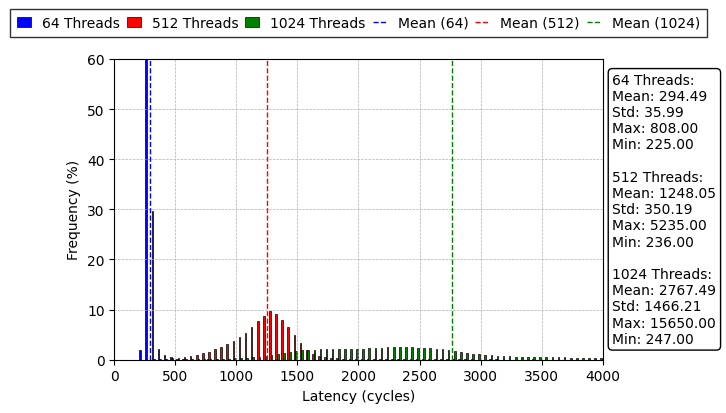 64 Threads 512 Threads 1024 Threads Mean (64) Mean (512) Mean (1024)
60
50
40
30
20
10
0
Frequency (%)
0 500 1000 1500 2000 2500 3000 3500 4000
Latency (cycles)
64 Threads:
Mean: 294.49
Std: 35.99
Max: 808.00
Min: 225.00
512 Threads:
Mean: 1248.05
Std: 350.19
Max: 5235.00
Min: 236.00
1024 Threads:
Mean: 2767.49
Std: 1466.21
Max: 15650.00
Min: 247.00